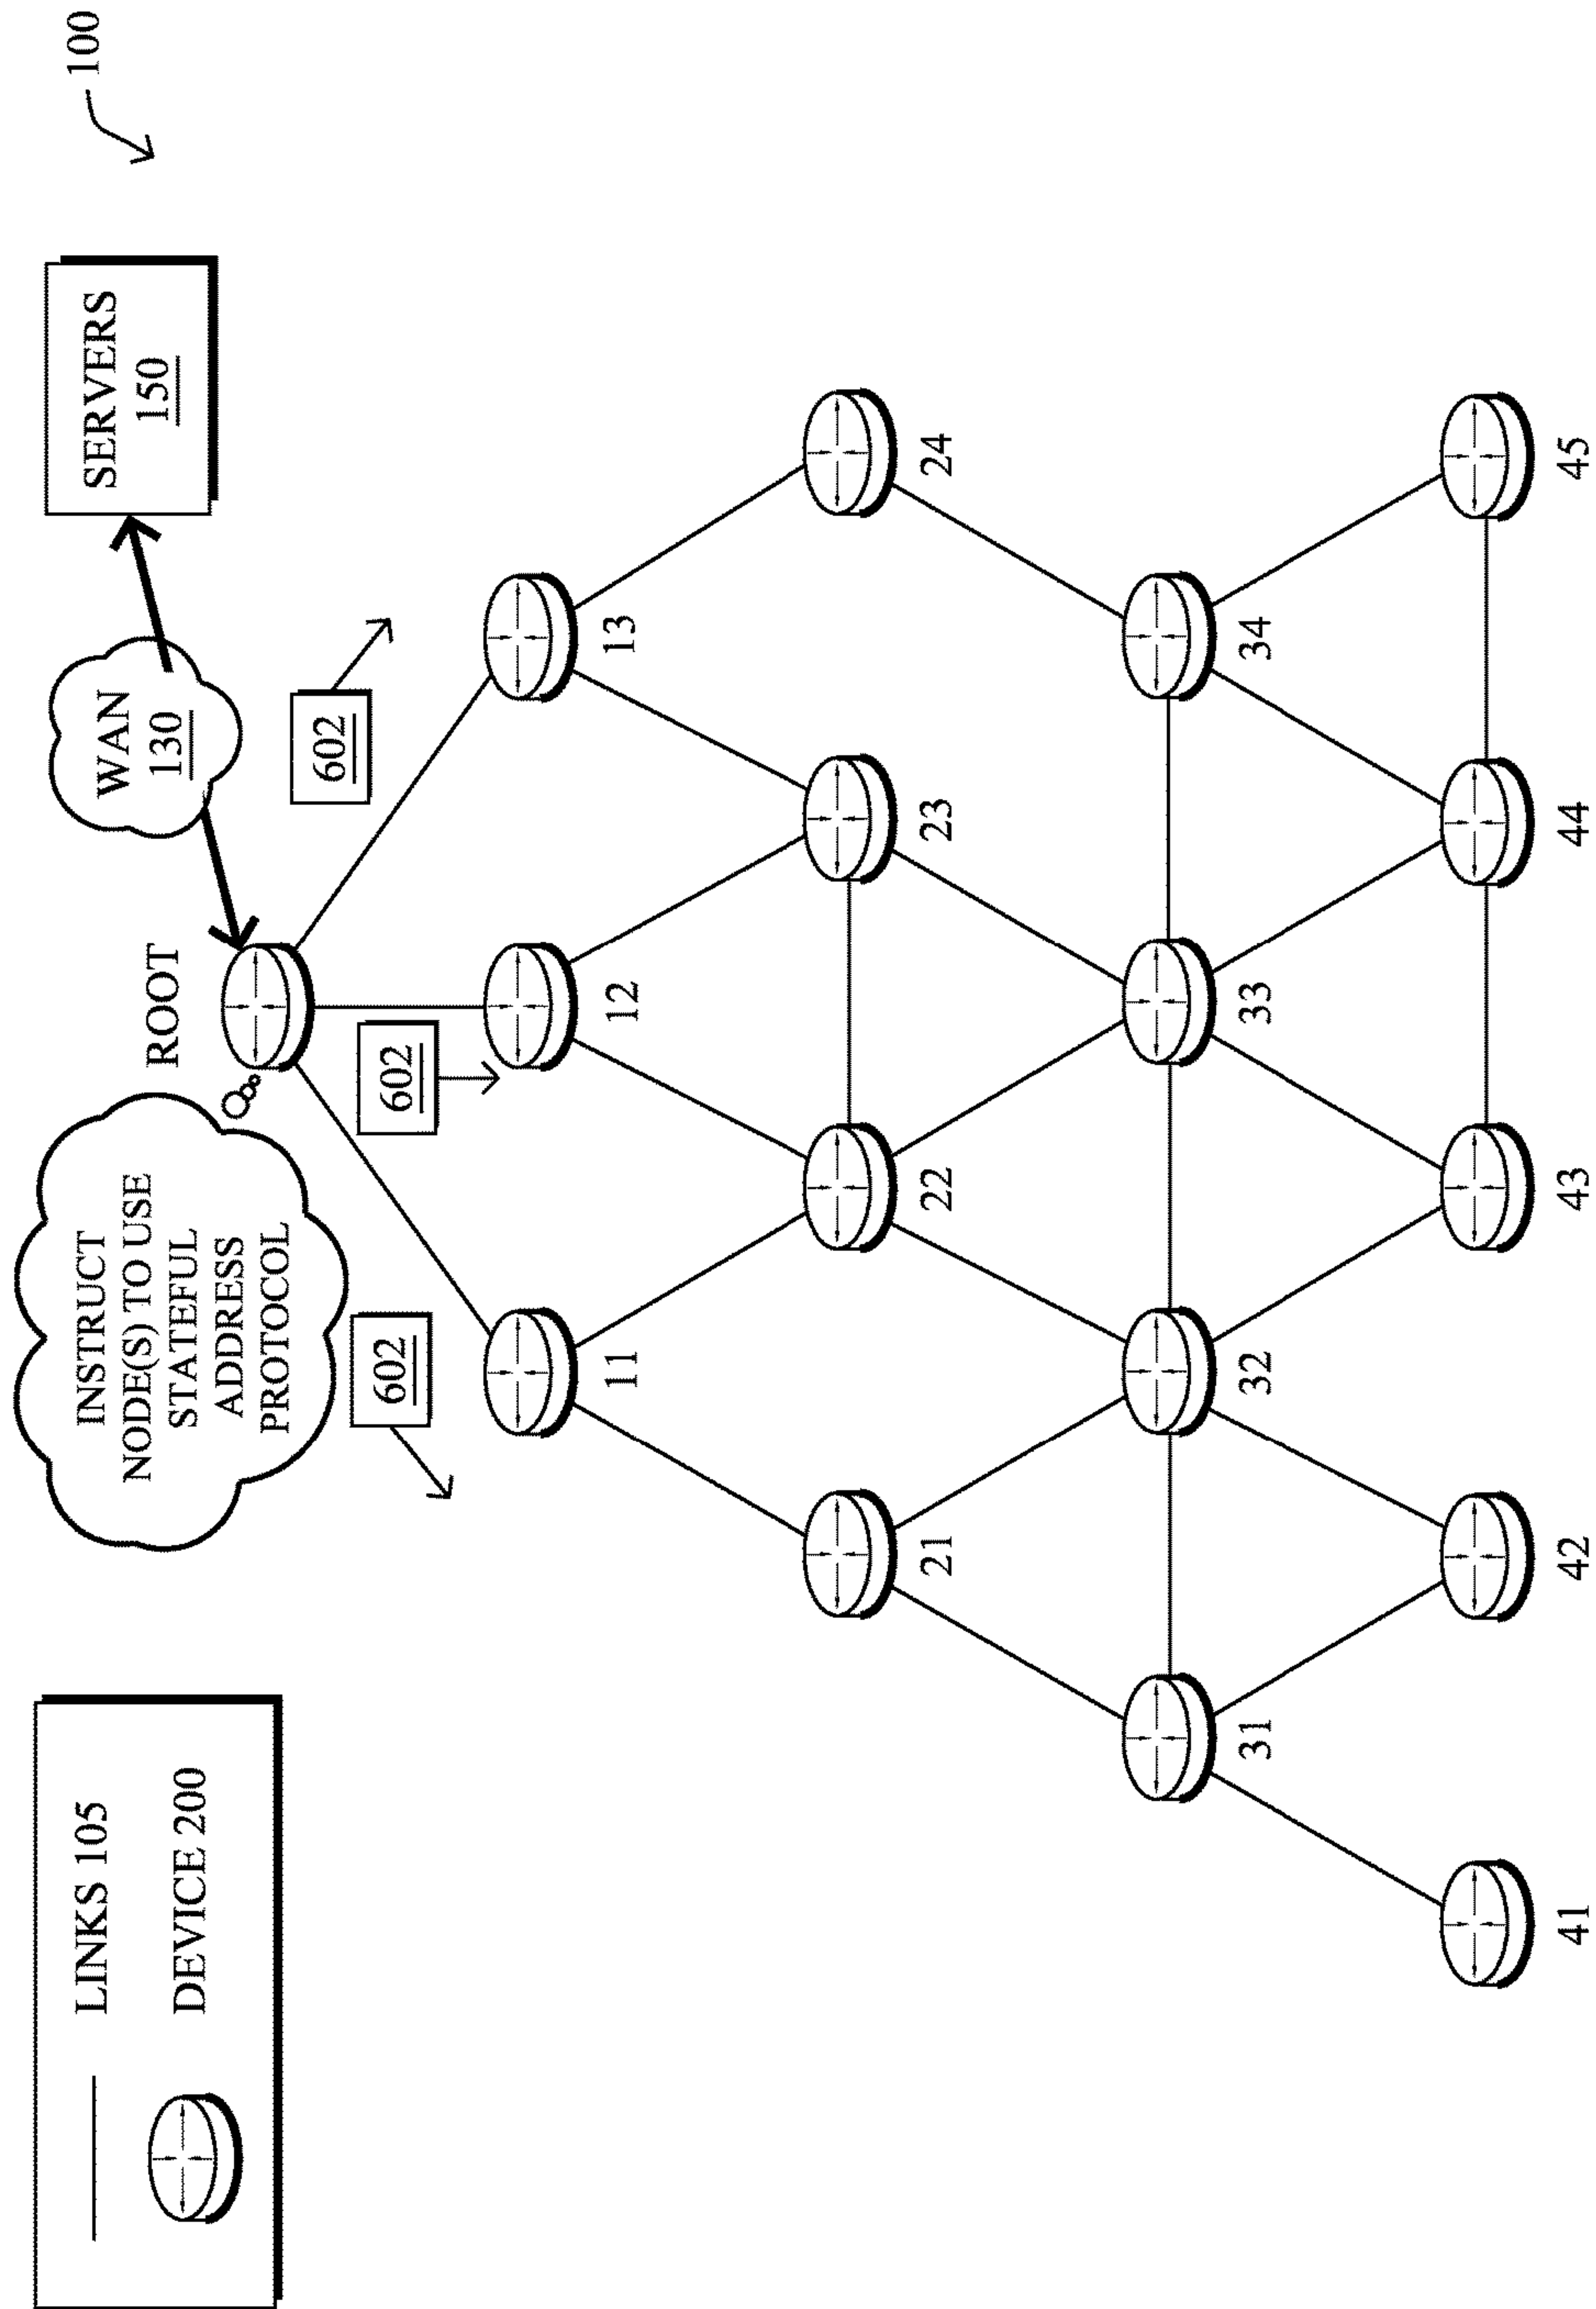 LINKS 105
DEVICE 200
INSTRUCT
NODE(S) TO USE
STATEFUL
ADDRESS
PROTOCOL
ROOT
WAN
130
SERVERS
150
100
602
602
602
11
12
13
21
22
23
24
31
32
33
34
41
42
43
44
45